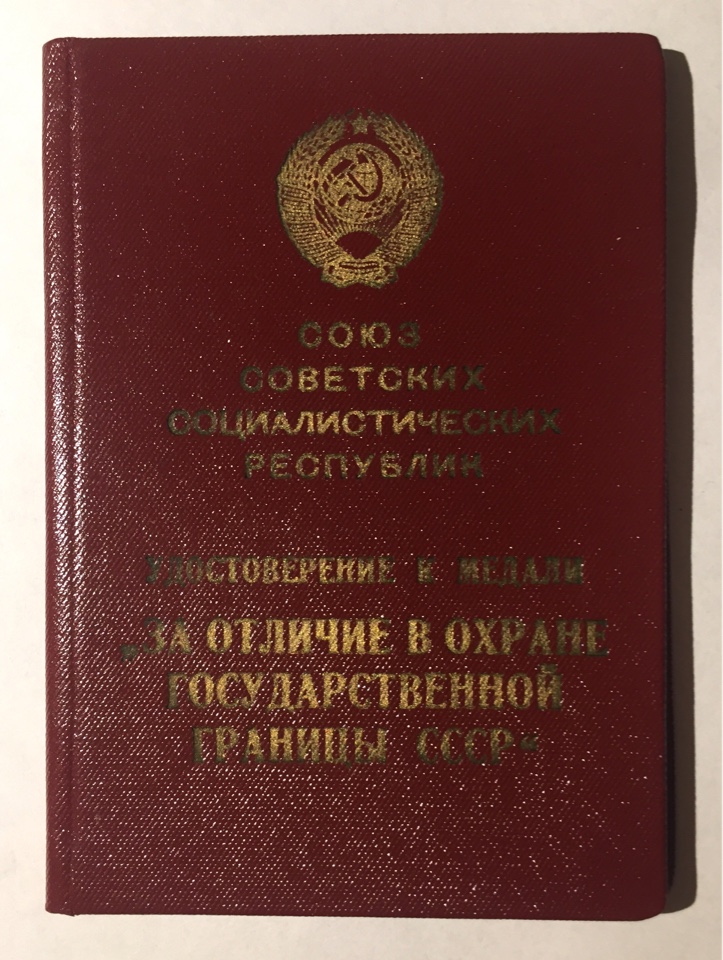 СОЮЗ
СОВЕТСКИХ
СОЦИАЛИСТИЧЕСКИХ
РЕСПУБЛИК
УДОСТОВЕРЕНИЕ К МЕДАЛИ
„ЗА ОТЛИЧИЕ В ОХРАНЕ
ГОСУДАРСТВЕННОЙ
ГРАНИЦЫ СССР“